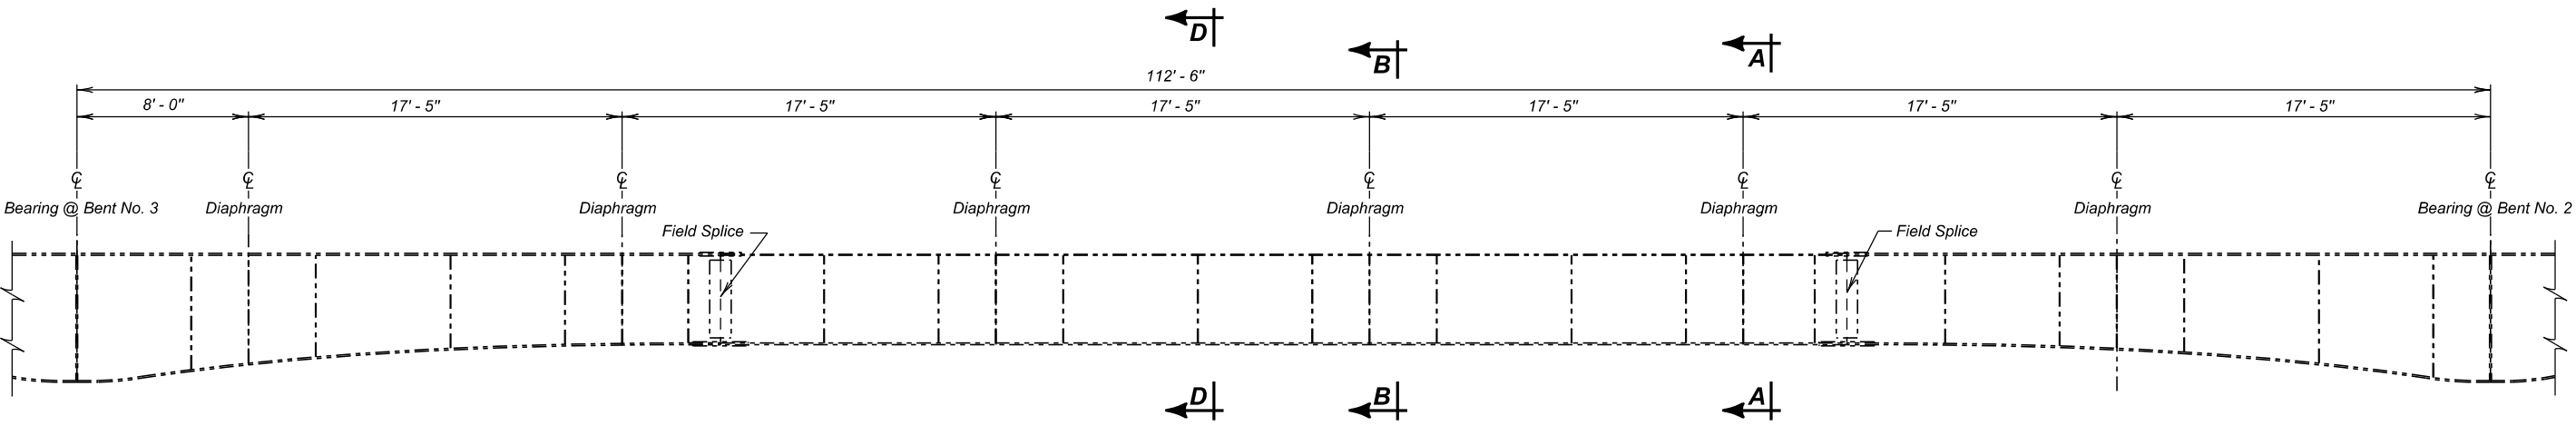 D
B
A
112' - 6"
8' - 0"
17' - 5"
17' - 5"
17' - 5"
17' - 5"
17' - 5"
17' - 5"
℄
℄
℄
℄
℄
℄
℄
℄
Bearing @ Bent No. 3
Diaphragm
Diaphragm
Diaphragm
Diaphragm
Diaphragm
Diaphragm
Bearing @ Bent No. 2
Field Splice
Field Splice
D
B
A